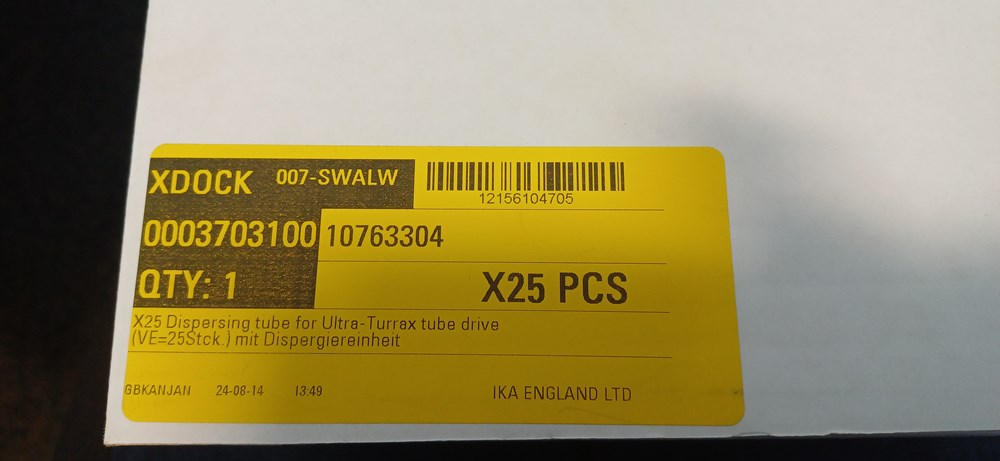 XDOCK 007-SWALW
12156104705
0003703100 10763304
QTY: 1 X25 PCS
X25 Dispersing tube for Ultra-Turrax tube drive
(VE=25Stck.) mit Dispergiereinheit
GBKANJAN 24-08-14 13:49 IKA ENGLAND LTD